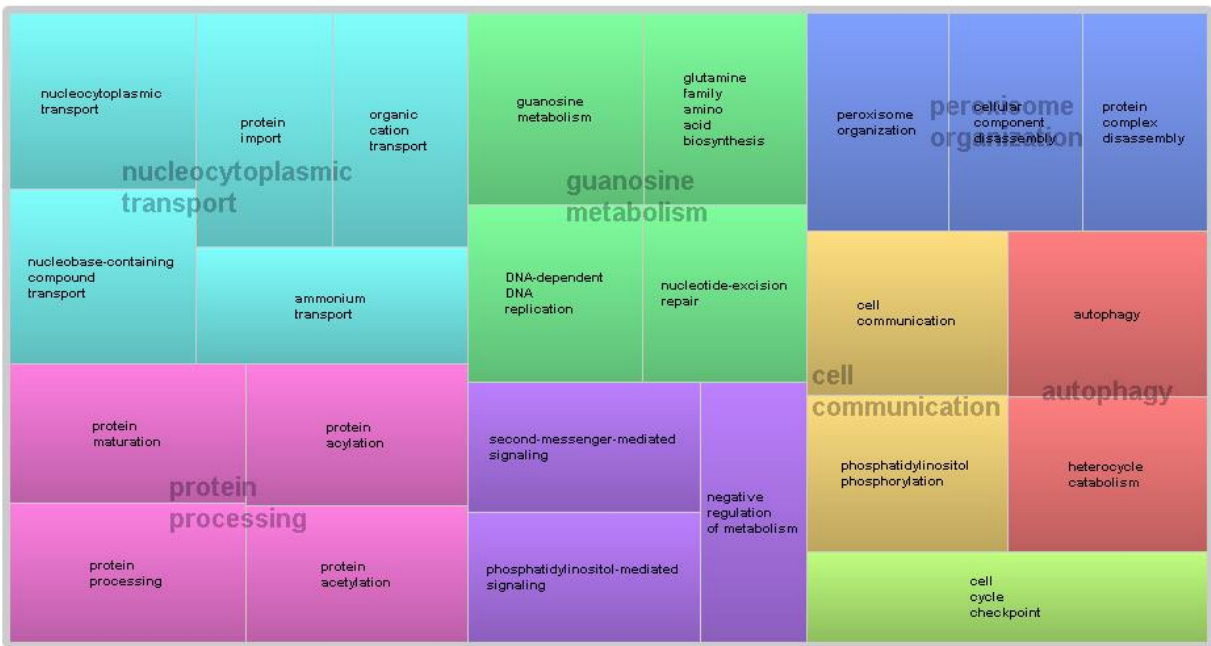 nucleocytoplasmic
transport
protein
import
organic
cation
transport
nucleocytoplasmic
transport
nucleobase-containing
compound
transport
ammonium
transport
guanosine
metabolism
glutamine
family
amino
acid
biosynthesis
guanosine
metabolism
DNA-dependent
DNA
replication
nucleotide-excision
repair
peroxisome
organization
cellular
component
disassembly
protein
complex
disassembly
peroxisome
organization
cell
communication
autophagy
cell
communication
autophagy
phosphatidylinositol
phosphorylation
heterocycle
catabolism
protein
maturation
protein
acylation
protein
processing
protein
processing
protein
acetylation
second-messenger-mediated
signaling
negative
regulation
of metabolism
phosphatidylinositol-mediated
signaling
cell
cycle
checkpoint